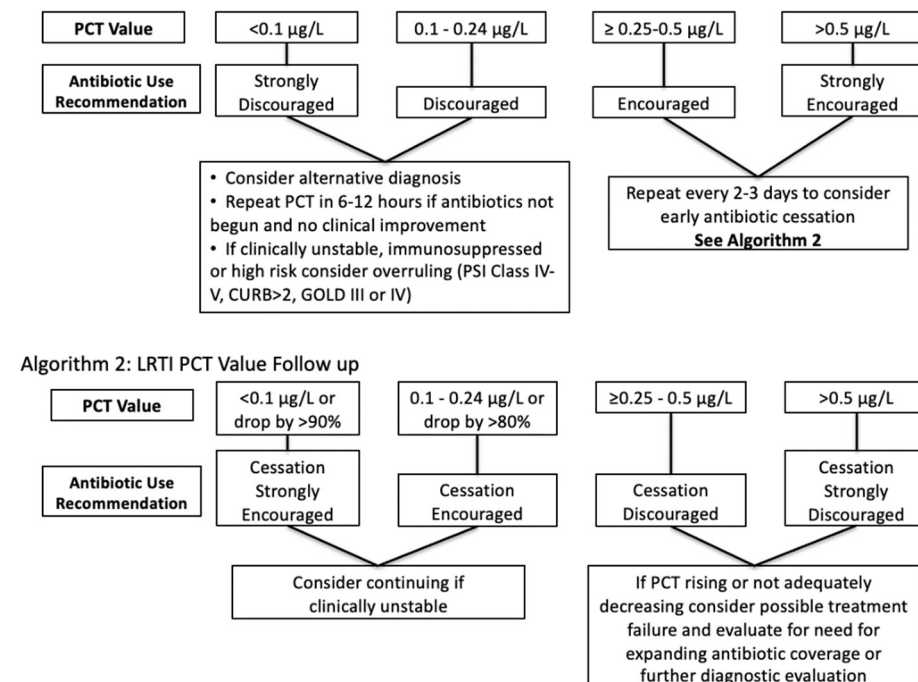 PCT Value
<0.1 µg/L
0.1 - 0.24 µg/L
≥ 0.25-0.5 µg/L
>0.5 µg/L
Antibiotic Use
Recommendation
Strongly
Discouraged
Discouraged
Encouraged
Strongly
Encouraged
• Consider alternative diagnosis
• Repeat PCT in 6-12 hours if antibiotics not
begun and no clinical improvement
• If clinically unstable, immunosuppressed
or high risk consider overruling (PSI Class IV-
V, CURB>2, GOLD III or IV)
Repeat every 2-3 days to consider
early antibiotic cessation
See Algorithm 2
Algorithm 2: LRTI PCT Value Follow up
PCT Value
<0.1 µg/L or
drop by >90%
0.1 - 0.24 µg/L or
drop by >80%
≥0.25 - 0.5 µg/L
>0.5 µg/L
Antibiotic Use
Recommendation
Cessation
Strongly
Encouraged
Cessation
Encouraged
Cessation
Discouraged
Cessation
Strongly
Discouraged
Consider continuing if
clinically unstable
If PCT rising or not adequately
decreasing consider possible treatment
failure and evaluate for need for
expanding antibiotic coverage or
further diagnostic evaluation